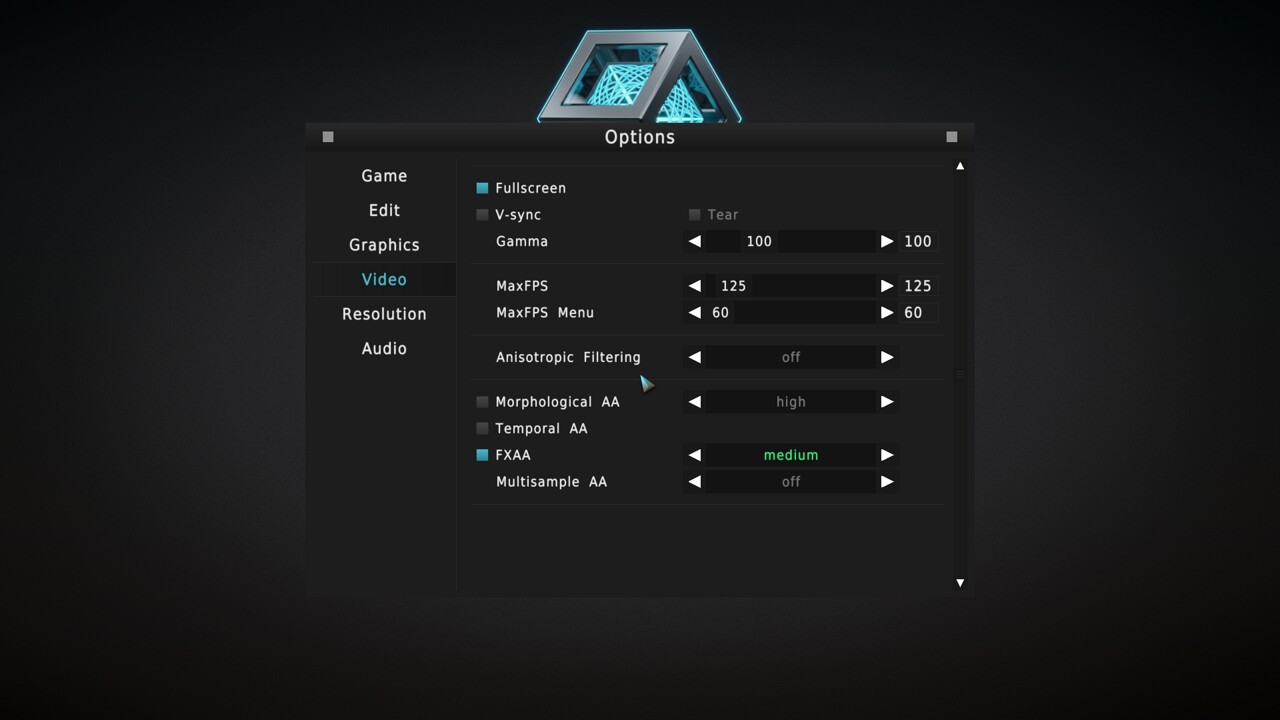 Options
Game
Edit
Graphics
Video
Resolution
Audio
Fullscreen
V-sync Tear
Gamma 100 100
MaxFPS 125 125
MaxFPS Menu 60 60
Anisotropic Filtering off
Morphological AA high
Temporal AA
FXAA medium
Multisample AA off